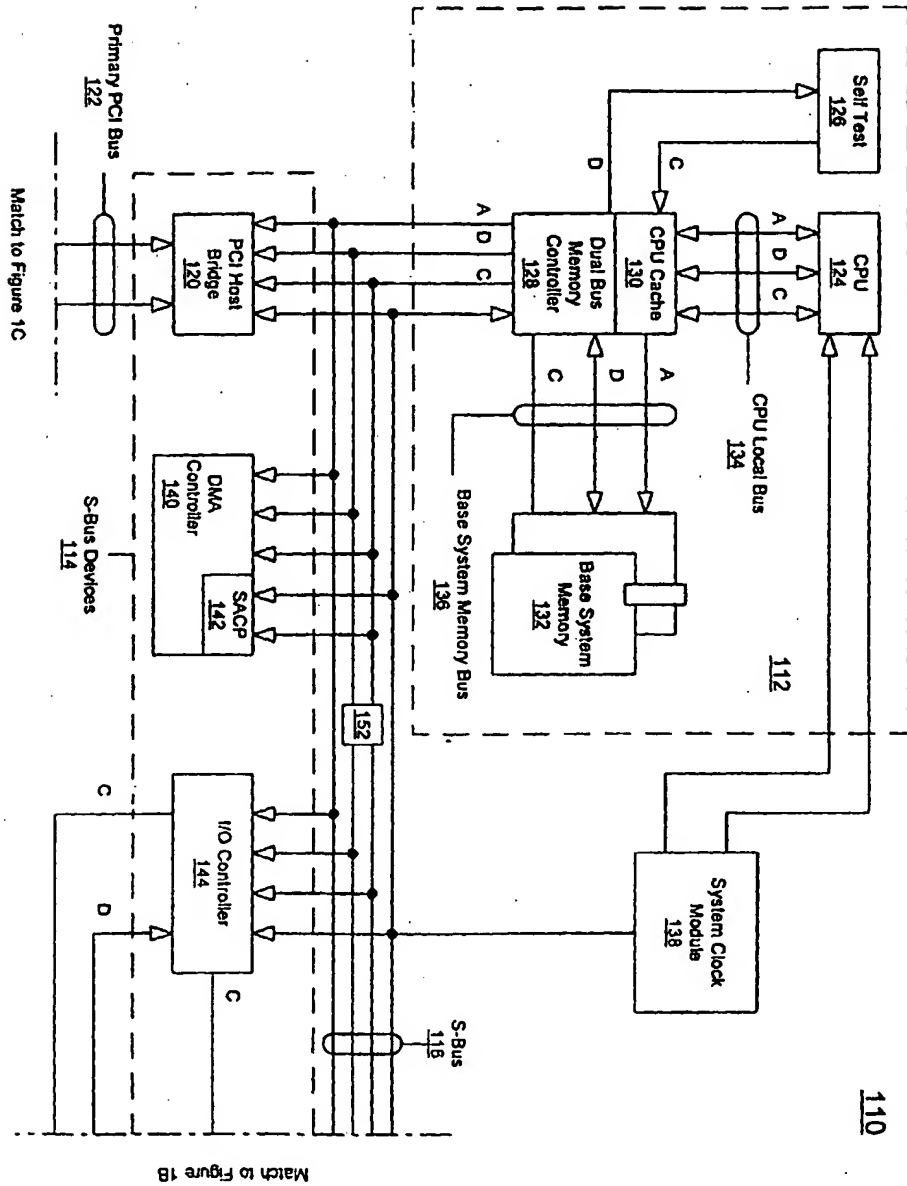 110
112
Self Test
126
CPU
124
C
D
A
D
C
CPU Local Bus
134
CPU Cache
130
Dual Bus
Memory
Controller
128
A
D
C
Base System
Memory
132
Base System Memory Bus
136
System Clock
Module
138
A
D
C
PCI Host
Bridge
120
Primary PCI Bus
122
DMA
Controller
140
SACP
142
S-Bus Devices
114
152
I/O Controller
144
C
D
C
S-Bus
116
Match to Figure 1C
Match to Figure 1B